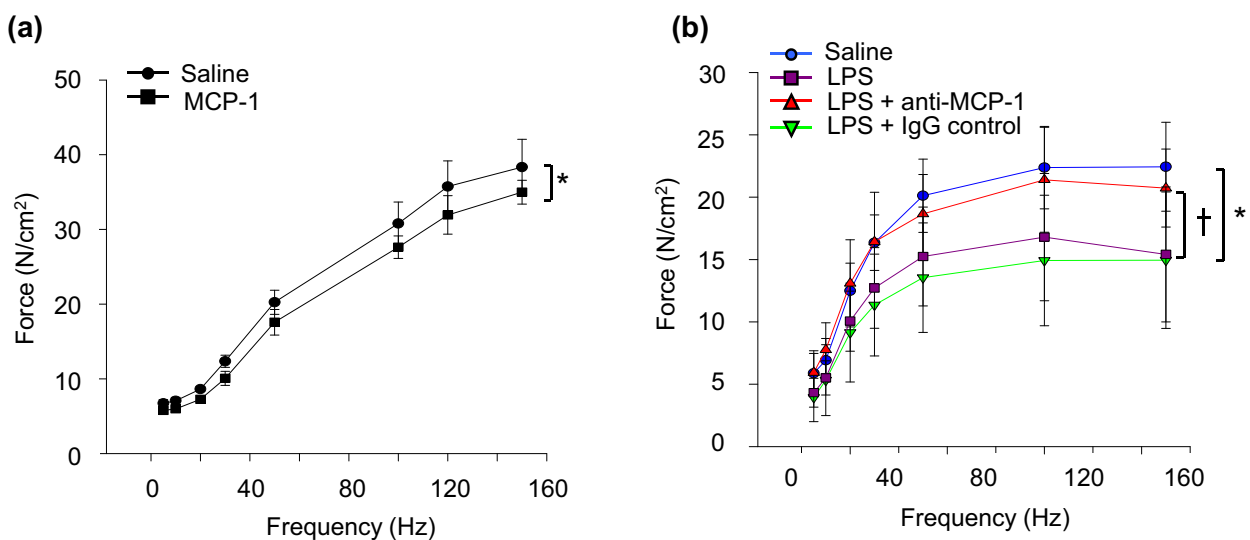 (a)
Saline
MCP-1
50
40
30
20
10
0
Force (N/cm²)
*
0 40 80 120 160
Frequency (Hz)
(b)
Saline
LPS
LPS + anti-MCP-1
LPS + IgG control
30
25
20
15
10
5
0
Force (N/cm²)
† *
0 40 80 120 160
Frequency (Hz)